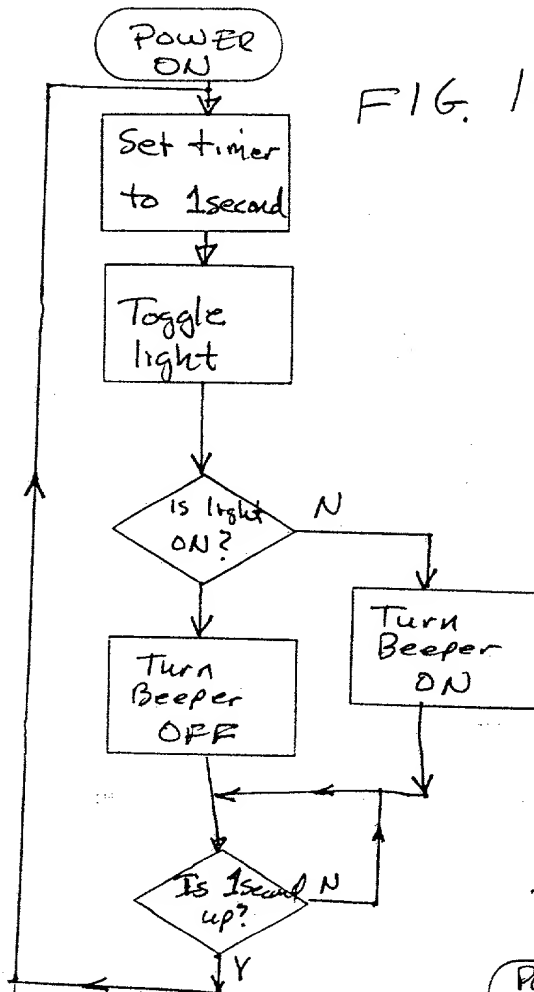 POWER
ON
FIG. 1
Set timer
to 1second
Toggle
light
is light
ON?
N
Turn
Beeper
OFF
Turn
Beeper
ON
Is 1second
up?
N
Y